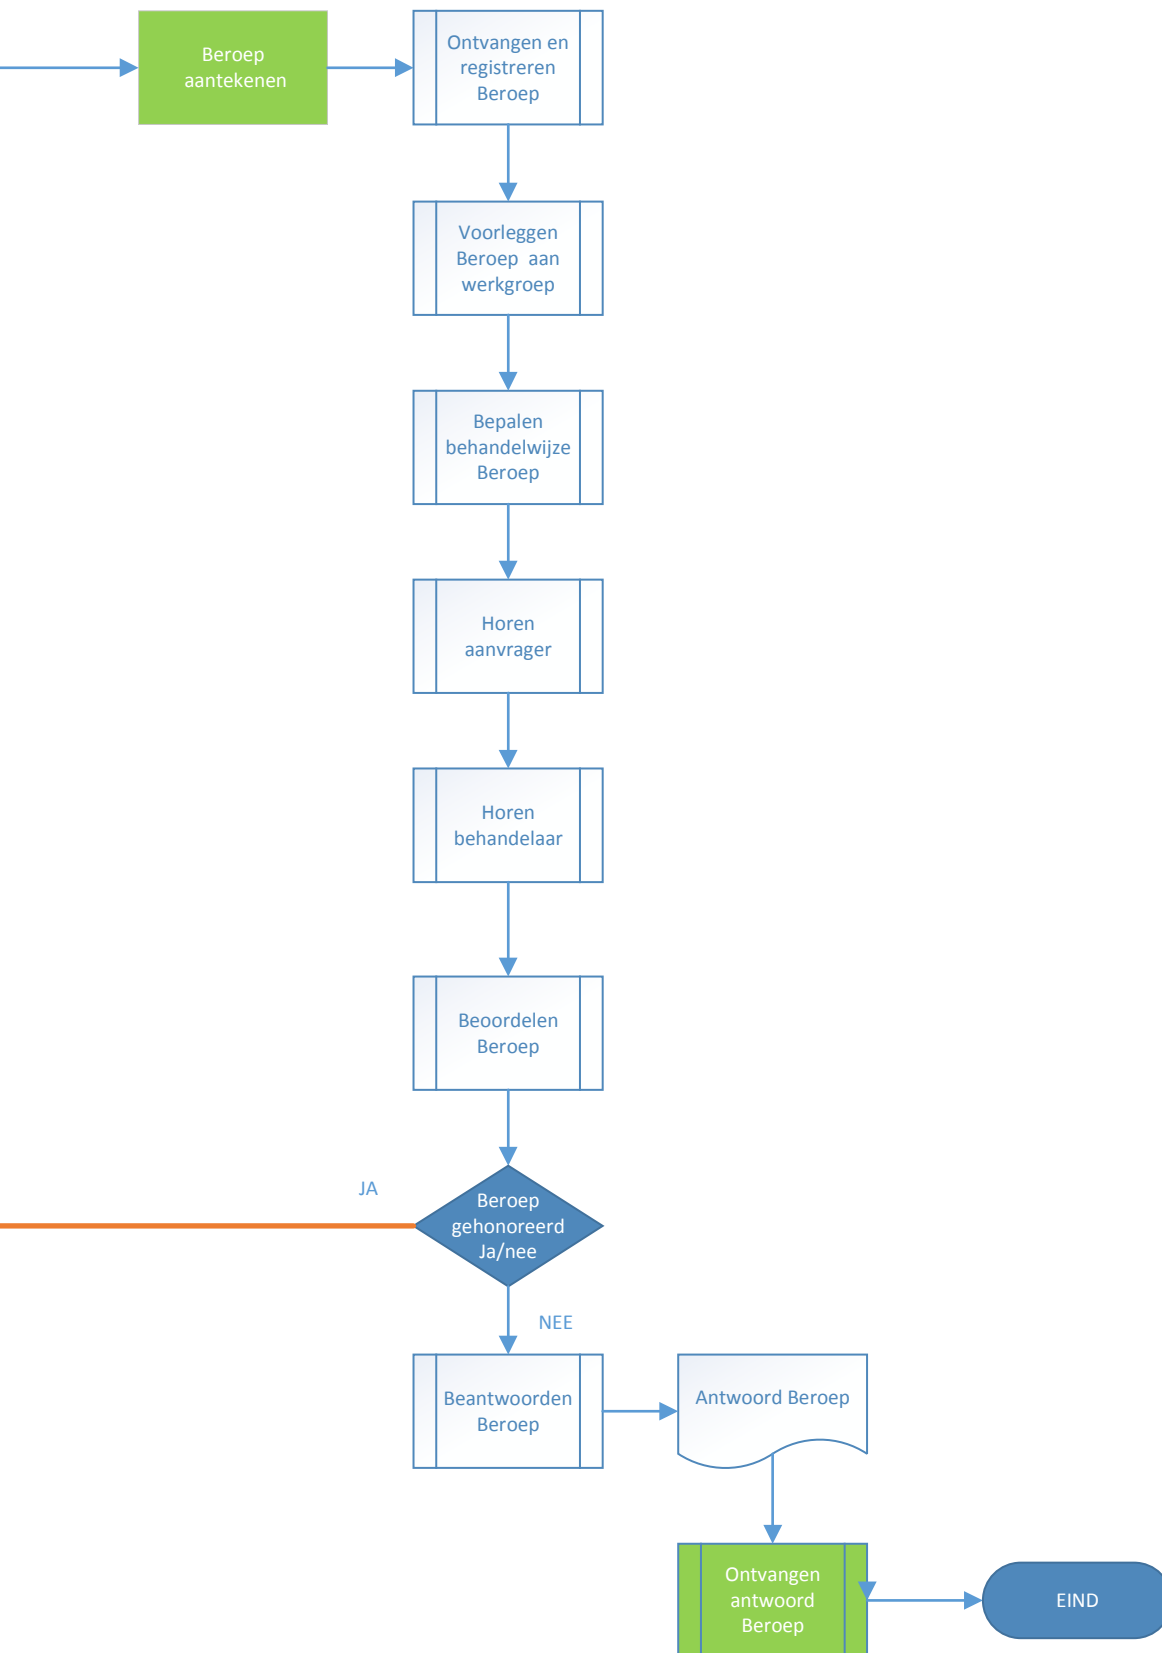 Beroep
aantekenen
Ontvangen en
registreren
Beroep
Voorleggen
Beroep aan
werkgroep
Bepalen
behandelwijze
Beroep
Horen
aanvrager
Horen
behandelaar
Beoordelen
Beroep
JA
Beroep
gehonoreerd
Ja/nee
NEE
Beantwoorden
Beroep
Antwoord Beroep
Ontvangen
antwoord
Beroep
EIND